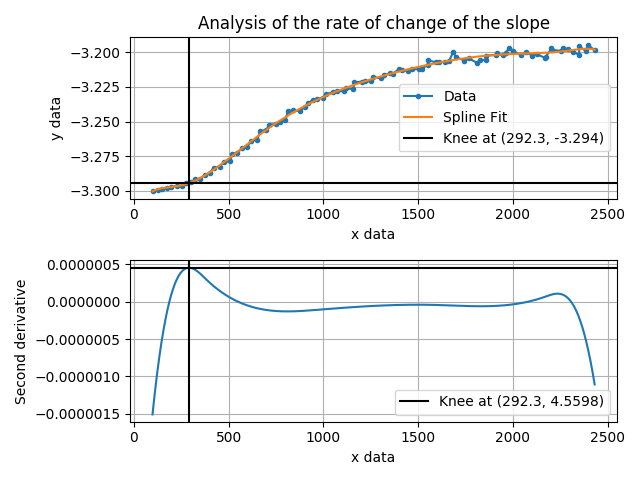 Analysis of the rate of change of the slope
−3.200
−3.225
−3.250
−3.275
−3.300
y data
Data
Spline Fit
Knee at (292.3, -3.294)
0 500 1000 1500 2000 2500
x data
0.0000005
0.0000000
−0.0000005
−0.0000010
−0.0000015
Second derivative
Knee at (292.3, 4.5598)
0 500 1000 1500 2000 2500
x data